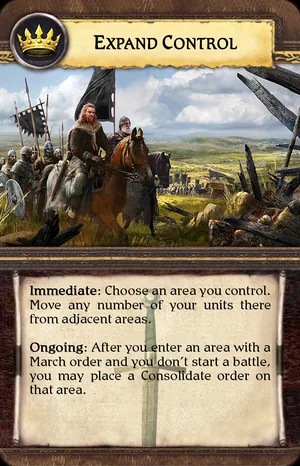 Expand Control
Immediate: Choose an area you control.
Move any number of your units there
from adjacent areas.
Ongoing: After you enter an area with a
March order and you don't start a battle,
you may place a Consolidate order on
that area.